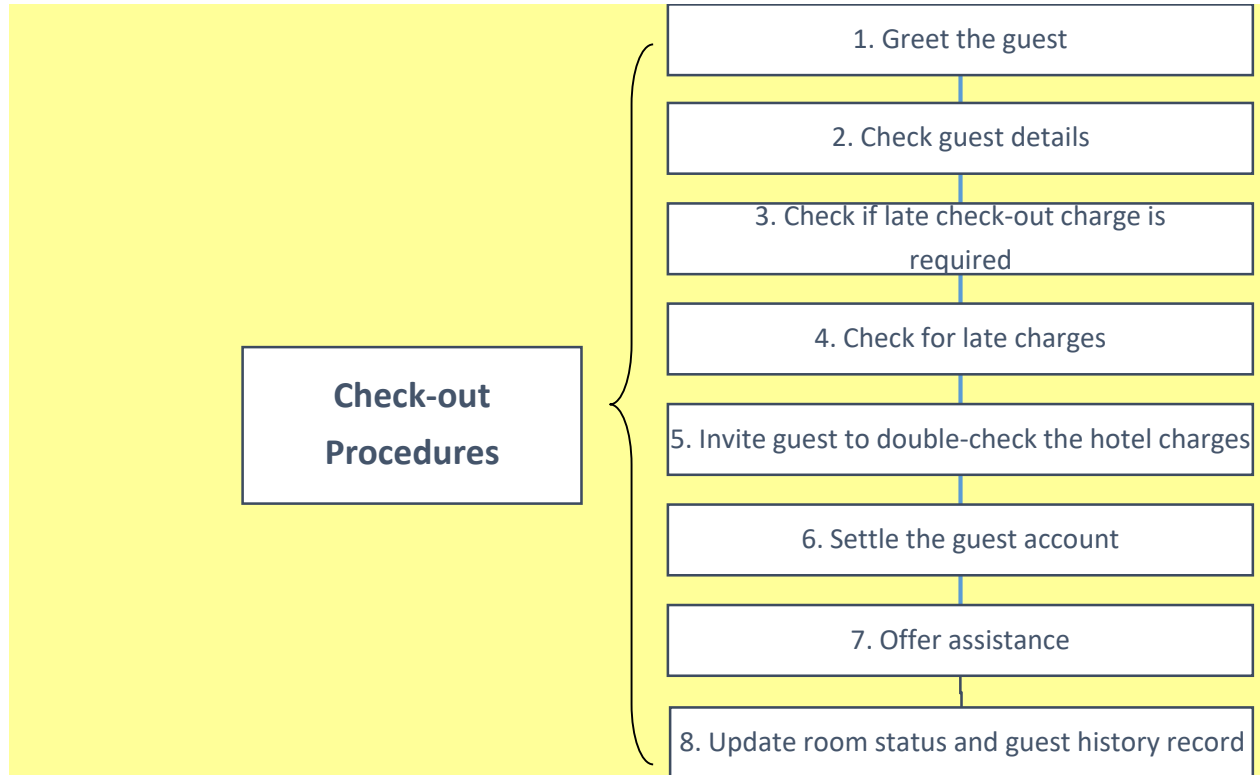 1. Greet the guest
2. Check guest details
3. Check if late check-out charge is
required
4. Check for late charges
Check-out
Procedures
5. Invite guest to double-check the hotel charges
6. Settle the guest account
7. Offer assistance
8. Update room status and guest history record